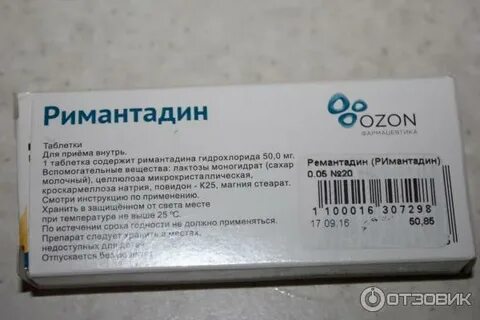 Римантадин
Таблетки
Для приёма внутрь.
1 таблетка содержит римантадина гидрохлорида 50,0 мг.
Вспомогательные вещества: лактозы моногидрат (сахар
молочный), целлюлоза микрокристаллическая,
кроскармеллоза натрия, повидон - К25, магния стеарат.
Смотри инструкцию по применению.
Хранить в защищённом от света месте
при температуре не выше 25 °С.
По истечении срока годности не должно применяться.
Препарат следует хранить в местах,
недоступных для детей.
Отпускается без рецепта.
OZON
ФАРМАЦЕВТИКА
Ремантадин (РИмантадин)
0.05 №20
1 100016 307298
17.09.16 50,85
ОТЗОВИК